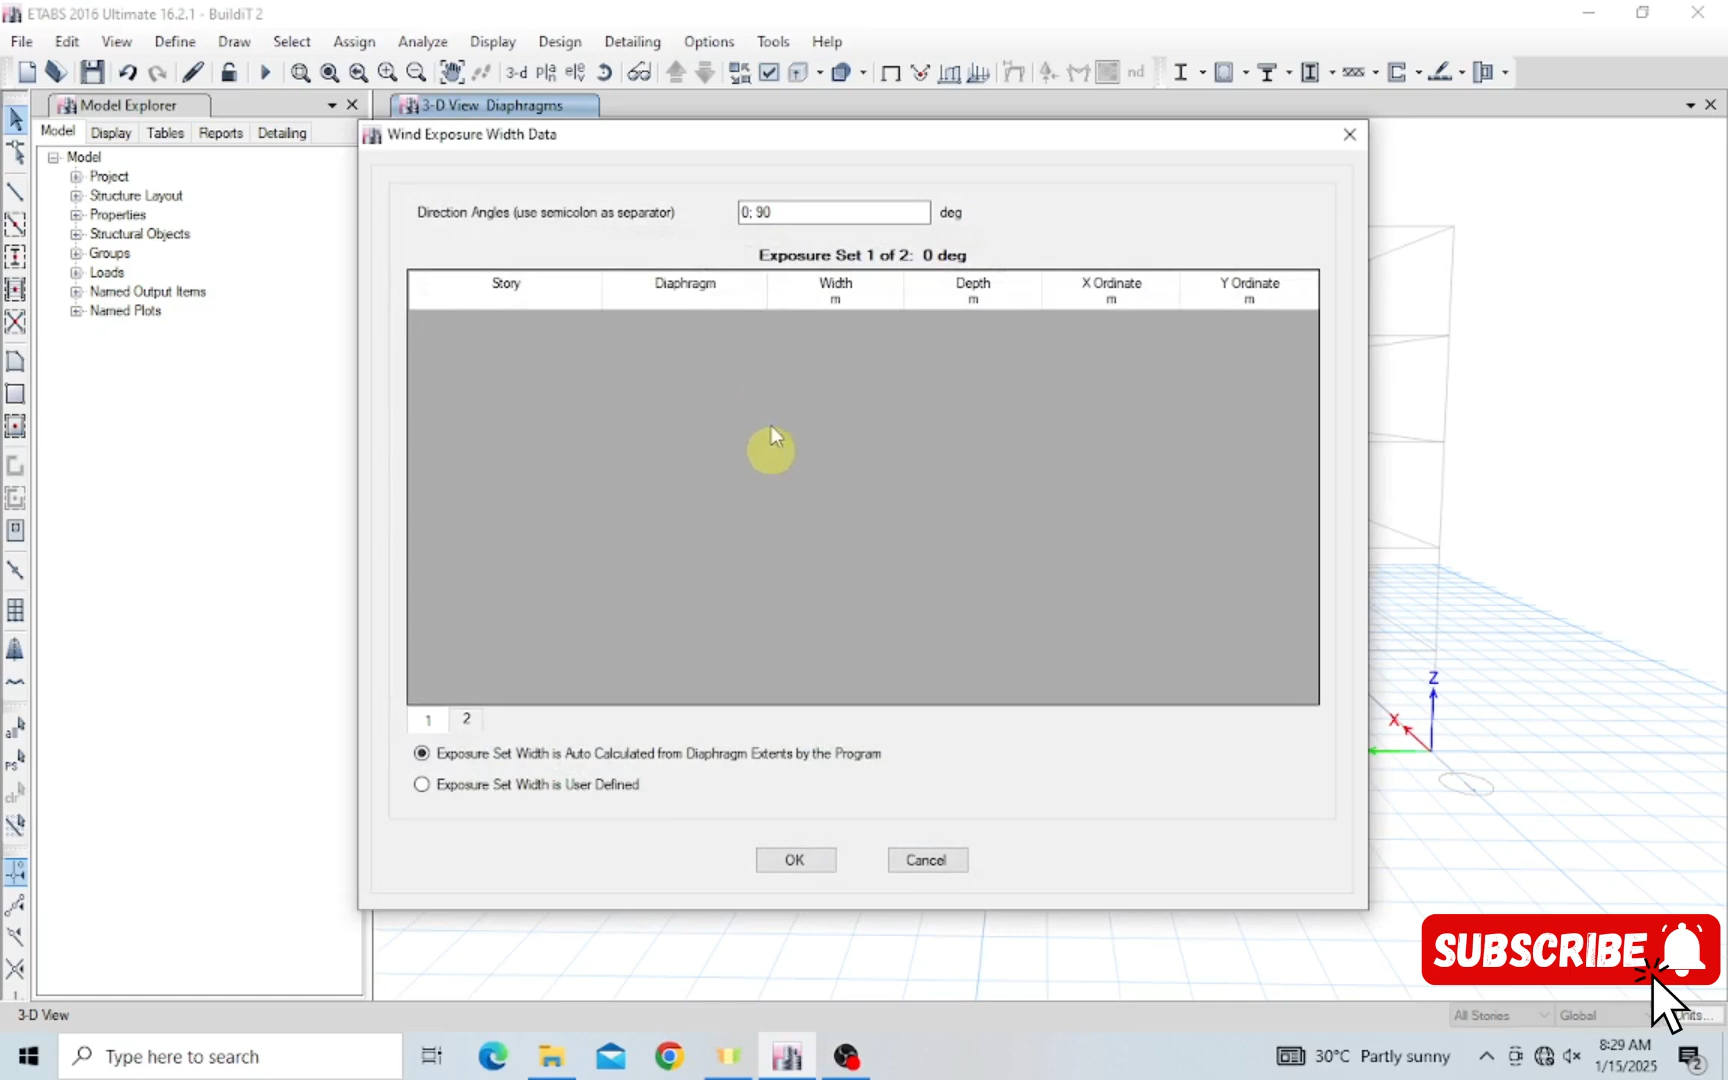 ETABS 2016 Ultimate 16.2.1 - BuildiT 2
File Edit View Define Draw Select Assign Analyze Display Design Detailing Options Tools Help
3-d
nd
Model Explorer
3-D View Diaphragms
Model Display Tables Reports Detailing
Model
Project
Structure Layout
Properties
Structural Objects
Groups
Loads
Named Output Items
Named Plots
Wind Exposure Width Data
Direction Angles (use semicolon as separator) 0; 90 deg
Exposure Set 1 of 2: 0 deg
Story Diaphragm Width Depth X Ordinate Y Ordinate
m m m m
1 2
Exposure Set Width is Auto Calculated from Diaphragm Extents by the Program
Exposure Set Width is User Defined
OK Cancel
Z
X
all
PS
clr
SUBSCRIBE
3-D View All Stories Global Units...
Type here to search
30°C Partly sunny
8:29 AM
1/15/2025
2